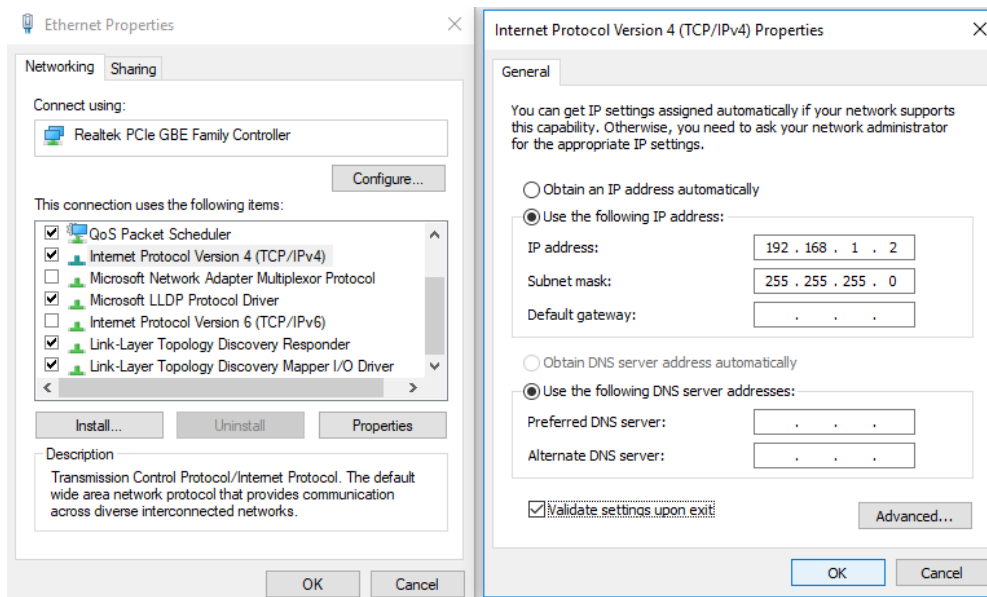 Ethernet Properties
Networking
Sharing
Connect using:
Realtek PCIe GBE Family Controller
Configure...
This connection uses the following items:
QoS Packet Scheduler
Internet Protocol Version 4 (TCP/IPv4)
Microsoft Network Adapter Multiplexor Protocol
Microsoft LLDP Protocol Driver
Internet Protocol Version 6 (TCP/IPv6)
Link-Layer Topology Discovery Responder
Link-Layer Topology Discovery Mapper I/O Driver
Install...
Uninstall
Properties
Description
Transmission Control Protocol/Internet Protocol. The default
wide area network protocol that provides communication
across diverse interconnected networks.
OK
Cancel
Internet Protocol Version 4 (TCP/IPv4) Properties
General
You can get IP settings assigned automatically if your network supports
this capability. Otherwise, you need to ask your network administrator
for the appropriate IP settings.
Obtain an IP address automatically
Use the following IP address:
IP address: 192 . 168 . 1 . 2
Subnet mask: 255 . 255 . 255 . 0
Default gateway: . . .
Obtain DNS server address automatically
Use the following DNS server addresses:
Preferred DNS server: . . .
Alternate DNS server: . . .
Validate settings upon exit
Advanced...
OK
Cancel